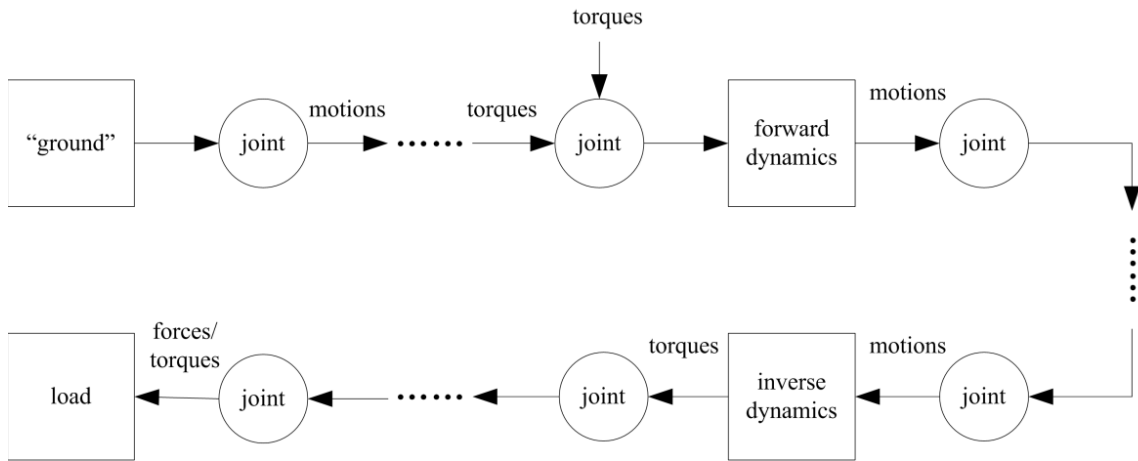 torques
“ground”
joint
motions
torques
joint
forward
dynamics
motions
joint
load
forces/
torques
joint
joint
torques
inverse
dynamics
motions
joint